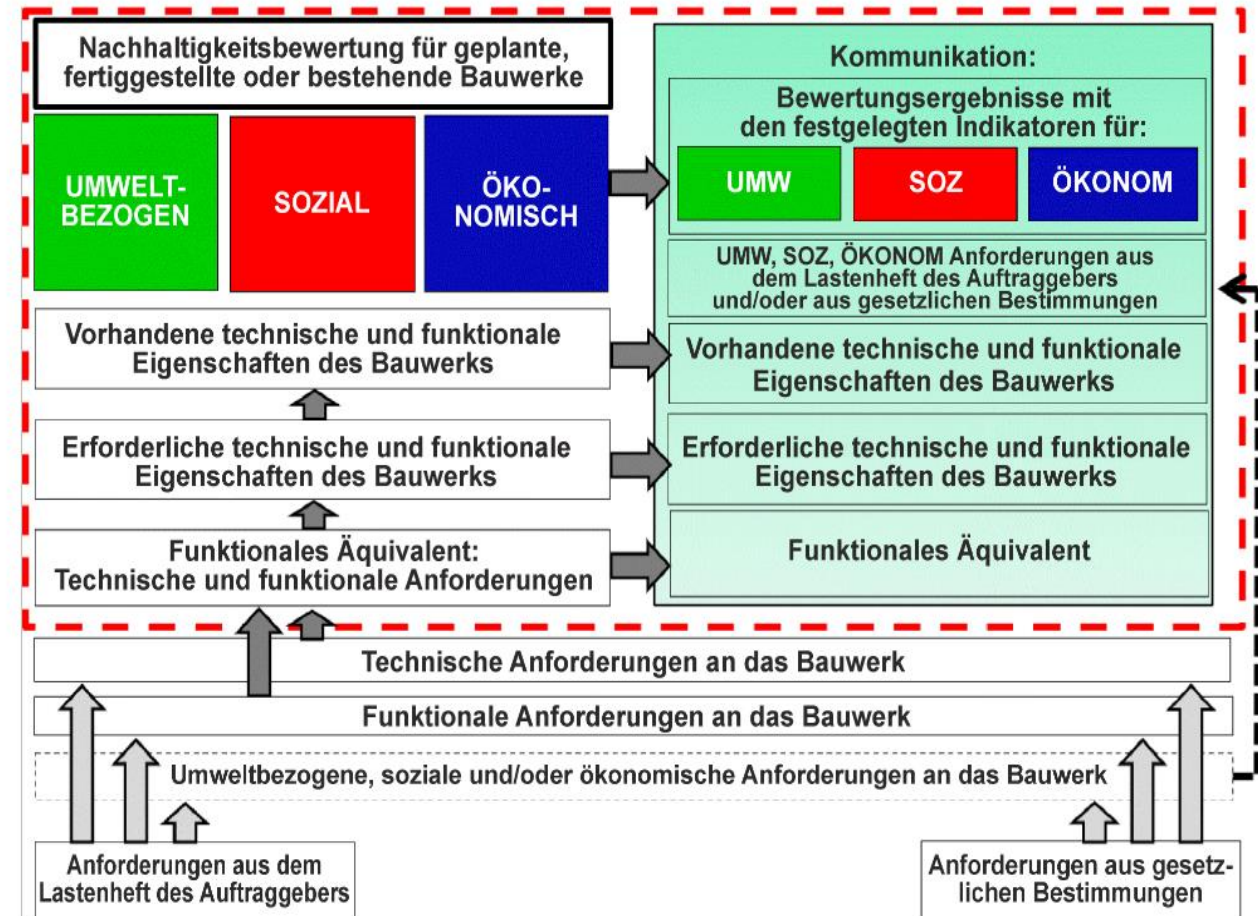 Nachhaltigkeitsbewertung für geplante,
fertiggestellte oder bestehende Bauwerke
UMWELT-
BEZOGEN
SOZIAL
ÖKO-
NOMISCH
Vorhandene technische und funktionale
Eigenschaften des Bauwerks
Erforderliche technische und funktionale
Eigenschaften des Bauwerks
Funktionales Äquivalent:
Technische und funktionale Anforderungen
Kommunikation:
Bewertungsergebnisse mit
den festgelegten Indikatoren für:
UMW
SOZ
ÖKONOM
UMW, SOZ, ÖKONOM Anforderungen aus
dem Lastenheft des Auftraggebers
und/oder aus gesetzlichen Bestimmungen
Vorhandene technische und funktionale
Eigenschaften des Bauwerks
Erforderliche technische und funktionale
Eigenschaften des Bauwerks
Funktionales Äquivalent
Technische Anforderungen an das Bauwerk
Funktionale Anforderungen an das Bauwerk
Umweltbezogene, soziale und/oder ökonomische Anforderungen an das Bauwerk
Anforderungen aus dem
Lastenheft des Auftraggebers
Anforderungen aus gesetz-
lichen Bestimmungen